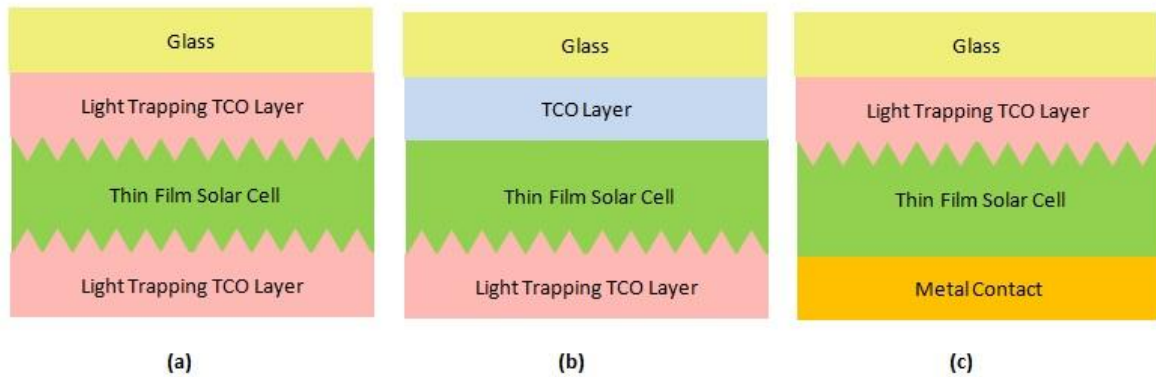 Glass
Light Trapping TCO Layer
Thin Film Solar Cell
Light Trapping TCO Layer
(a)
Glass
TCO Layer
Thin Film Solar Cell
Light Trapping TCO Layer
(b)
Glass
Light Trapping TCO Layer
Thin Film Solar Cell
Metal Contact
(c)